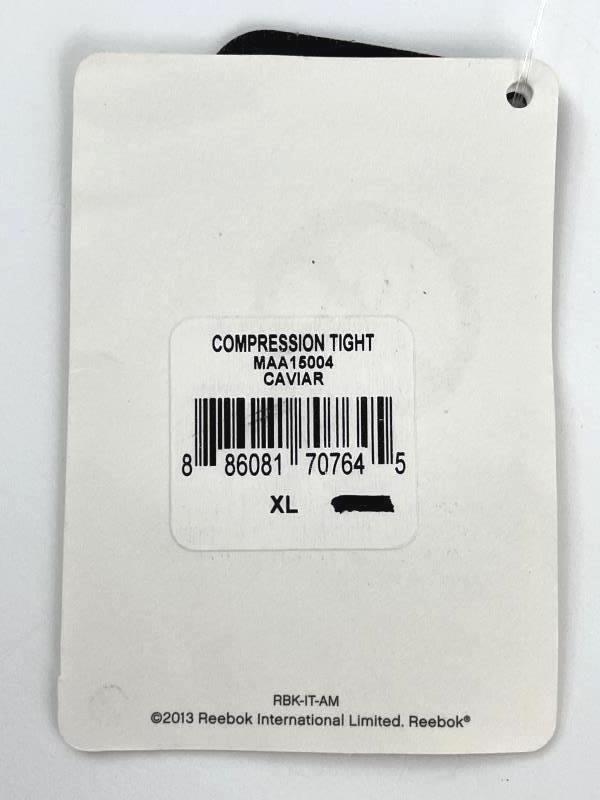 COMPRESSION TIGHT
MAA15004
CAVIAR
8 86081 70764 5
XL
RBK-IT-AM
©2013 Reebok International Limited. Reebok®